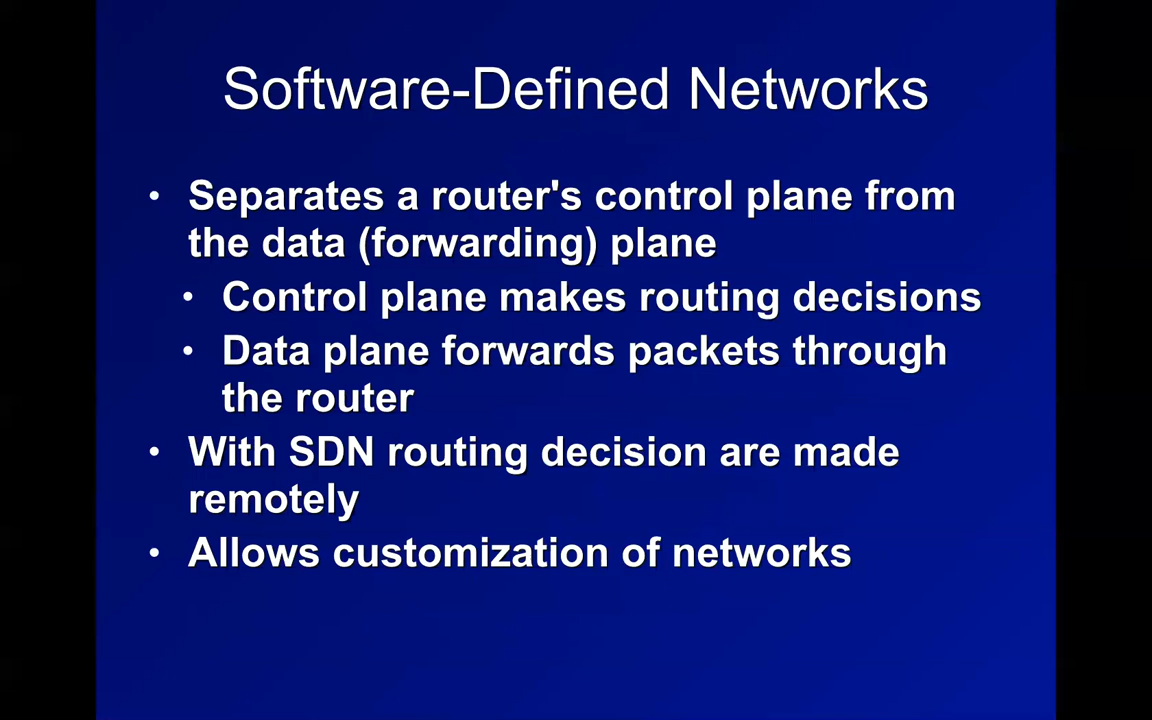 Software-Defined Networks
• Separates a router's control plane from
the data (forwarding) plane
• Control plane makes routing decisions
• Data plane forwards packets through
the router
• With SDN routing decision are made
remotely
• Allows customization of networks